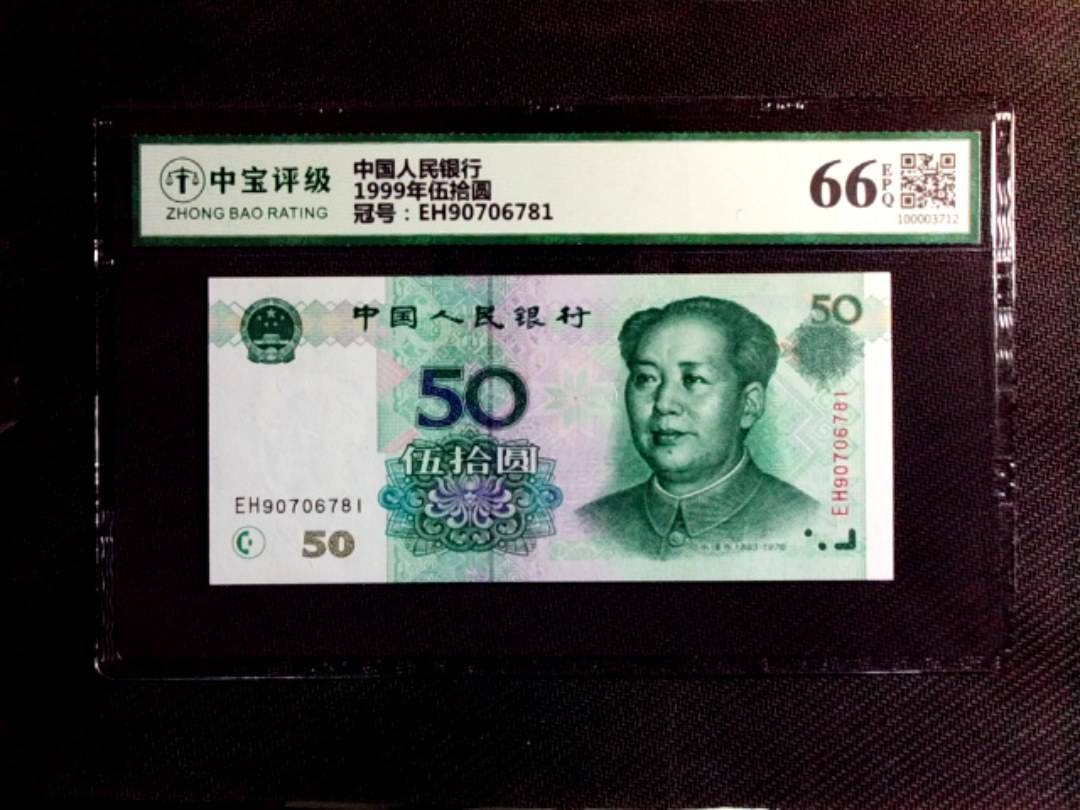 中宝评级
ZHONG BAO RATING
中国人民银行
1999年伍拾圆
冠号：EH90706781
66
EPQ
100003712
中国人民银行
50
50
伍拾圆
EH90706781
EH90706781
50
1893-1976